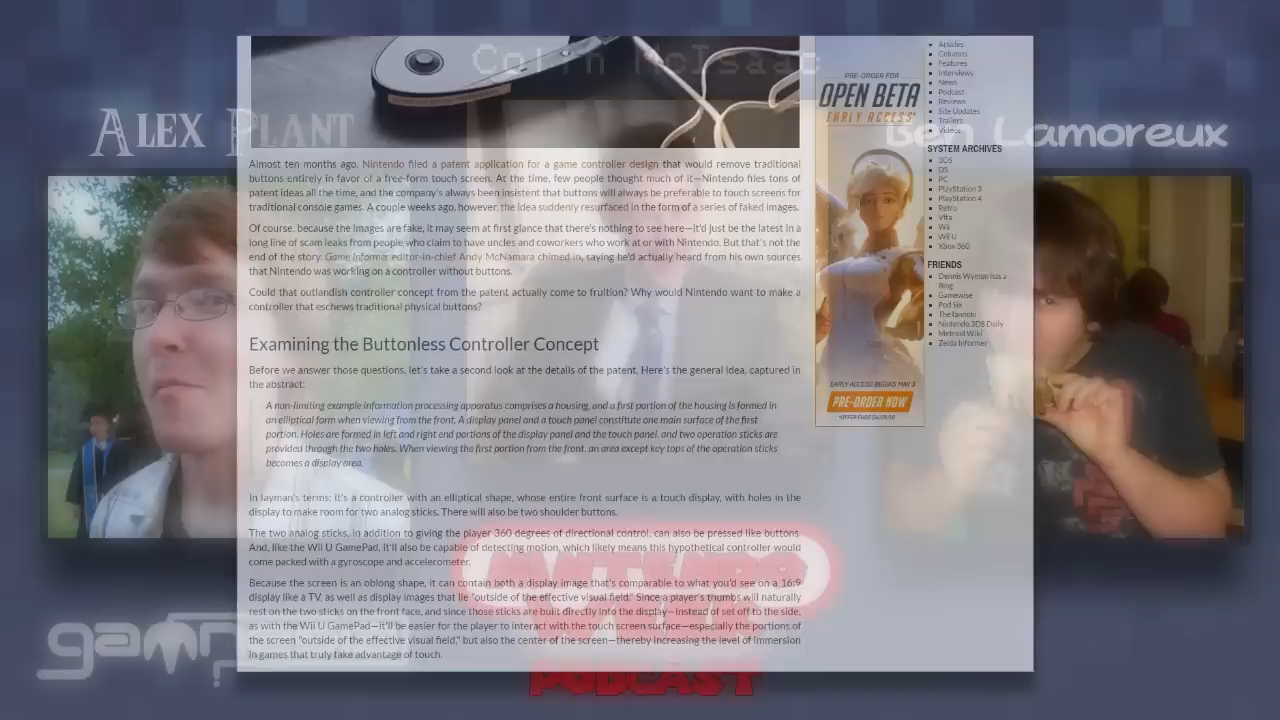 Colin McIsaac
ALEX PLANT
Ben Lamoreux
Almost ten months ago, Nintendo filed a patent application for a game controller design that would remove traditional
buttons entirely in favor of a free-form touch screen. At the time, few people thought much of it—Nintendo files tons of
patent ideas all the time, and the company's always been insistent that buttons will always be preferable to touch screens for
traditional console games. A couple weeks ago, however, the idea suddenly resurfaced in the form of a series of faked images.
Of course, because the images are fake, it may seem at first glance that there's nothing to see here—it'd just be the latest in a
long line of scam leaks from people who claim to have uncles and coworkers who work at or with Nintendo. But that's not the
end of the story. Game Informer editor-in-chief Andy McNamara chimed in, saying he'd actually heard from his own sources
that Nintendo was working on a controller without buttons.
Could that outlandish controller concept from the patent actually come to fruition? Why would Nintendo want to make a
controller that eschews traditional physical buttons?
Examining the Buttonless Controller Concept
Before we answer those questions, let's take a second look at the details of the patent. Here's the general idea, captured in
the abstract:
A non-limiting example information processing apparatus comprises a housing, and a first portion of the housing is formed in
an elliptical form when viewing from the front. A display panel and a touch panel constitute one main surface of the first
portion. Holes are formed in left and right end portions of the display panel and the touch panel, and two operation sticks are
provided through the two holes. When viewing the first portion from the front, an area except key tops of the operation sticks
becomes a display area.
In layman's terms: it's a controller with an elliptical shape, whose entire front surface is a touch display, with holes in the
display to make room for two analog sticks. There will also be two shoulder buttons.
The two analog sticks, in addition to giving the player 360 degrees of directional control, can also be pressed like buttons.
And, like the Wii U GamePad, it'll also be capable of detecting motion, which likely means this hypothetical controller would
come packed with a gyroscope and accelerometer.
Because the screen is an oblong shape, it can contain both a display image that's comparable to what you'd see on a 16:9
display like a TV, as well as display images that lie "outside of the effective visual field." Since a player's thumbs will naturally
rest on the two sticks on the front face, and since those sticks are built directly into the display—instead of set off to the side,
as with the Wii U GamePad—it'll be easier for the player to interact with the touch screen surface—especially the portions of
the screen "outside of the effective visual field," but also the center of the screen—thereby increasing the level of immersion
in games that truly take advantage of touch.
PRE-ORDER FOR
OPEN BETA
EARLY ACCESS*
EARLY ACCESS BEGINS MAY 3
PRE-ORDER NOW
Articles
Columns
Features
Interviews
News
Podcast
Reviews
Site Updates
Trailers
Videos
SYSTEM ARCHIVES
3DS
DS
PC
PlayStation 3
PlayStation 4
Retro
Vita
Wii
Wii U
Xbox 360
FRIENDS
Dennis Wyman has a
Blog
Gamewise
Pod Six
The Tanooki
Nintendo 3DS Daily
Metroid Wiki
Zelda Informer
PODCAST